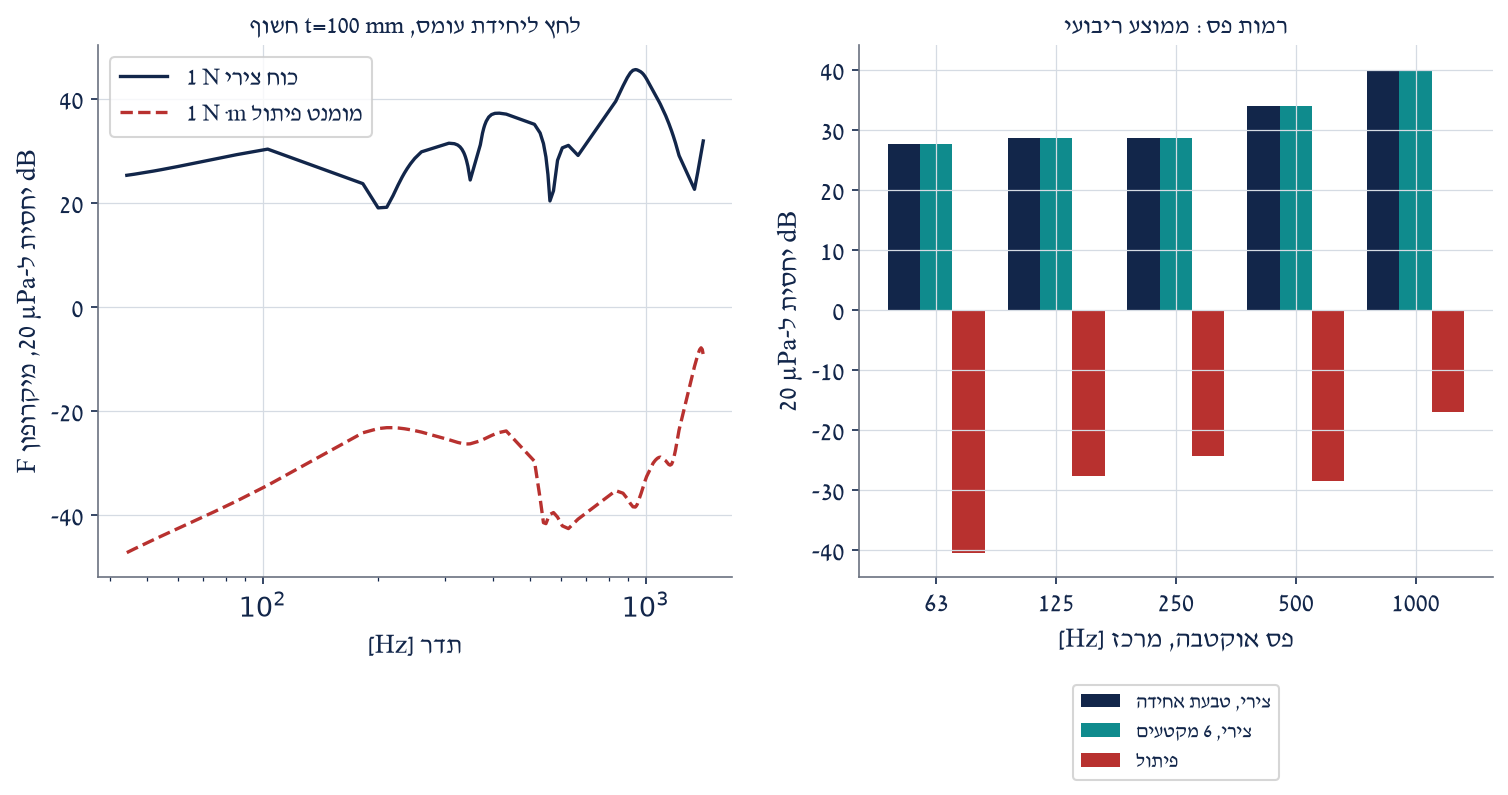 לחץ ליחידת עומס, t=100 mm חשוף
כוח צירי 1 N
מומנט פיתול 1 N·m
מיקרופון F, 20 µPa-יחסית ל dB
40
20
0
-20
-40
10²
10³
תדר [Hz]
רמות פס: ממוצע ריבועי
20 µPa-יחסית ל dB
40
30
20
10
0
-10
-20
-30
-40
63
125
250
500
1000
פס אוקטבה, מרכז [Hz]
צירי, טבעת אחידה
צירי, 6 מקטעים
פיתול